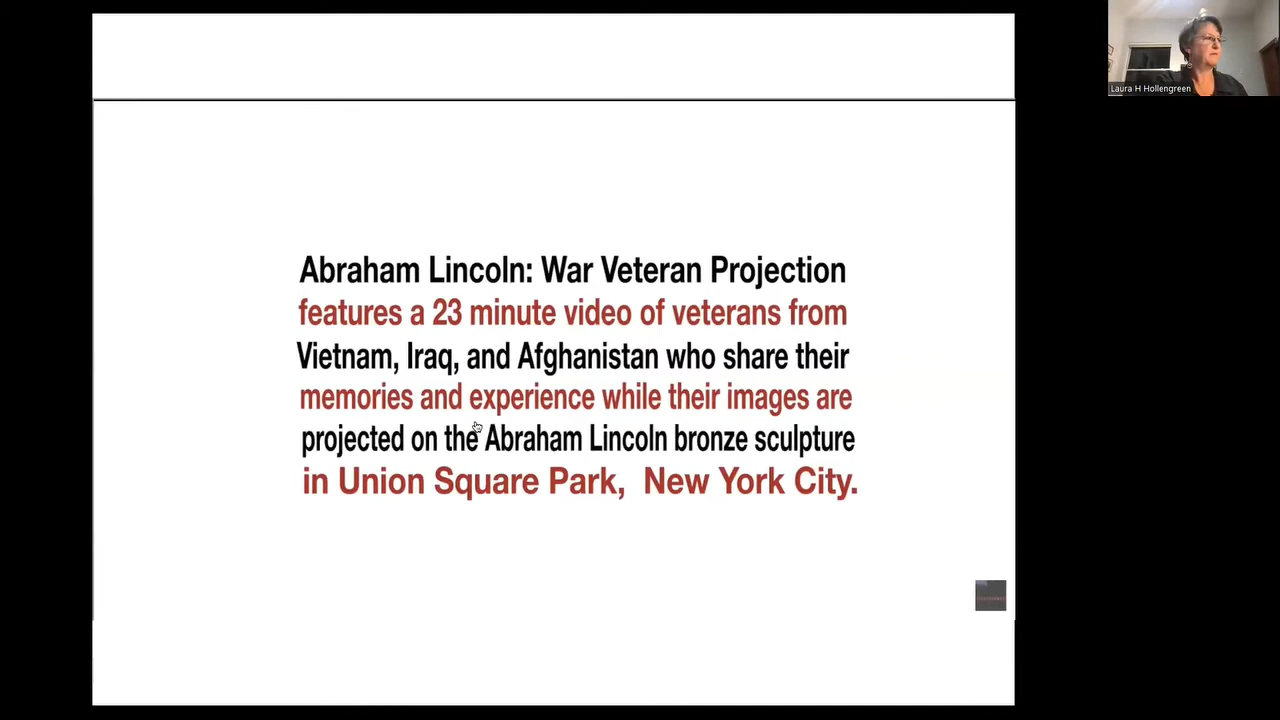 Laura H Hollengreen
Abraham Lincoln: War Veteran Projection
features a 23 minute video of veterans from
Vietnam, Iraq, and Afghanistan who share their
memories and experience while their images are
projected on the Abraham Lincoln bronze sculpture
in Union Square Park,  New York City.